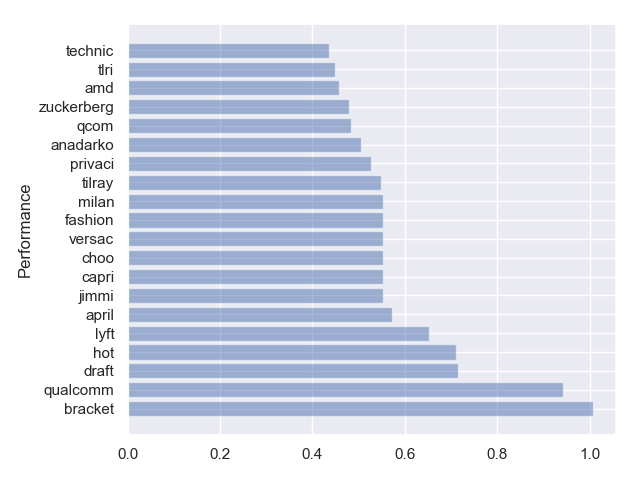 technic
tlri
amd
zuckerberg
qcom
anadarko
privaci
tilray
milan
fashion
versac
choo
capri
jimmi
april
lyft
hot
draft
qualcomm
bracket
Performance
0.0 0.2 0.4 0.6 0.8 1.0